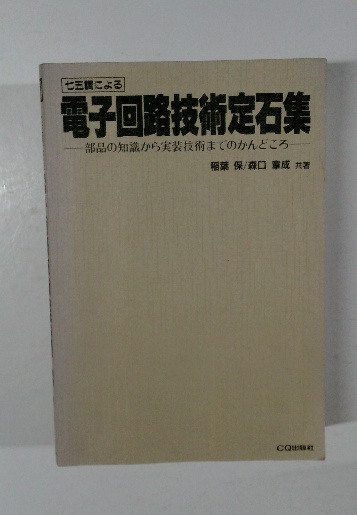 七五調による
電子回路技術定石集
──部品の知識から実装技術までのかんどころ──
稲葉 保/森口 章成 共著
CQ出版社